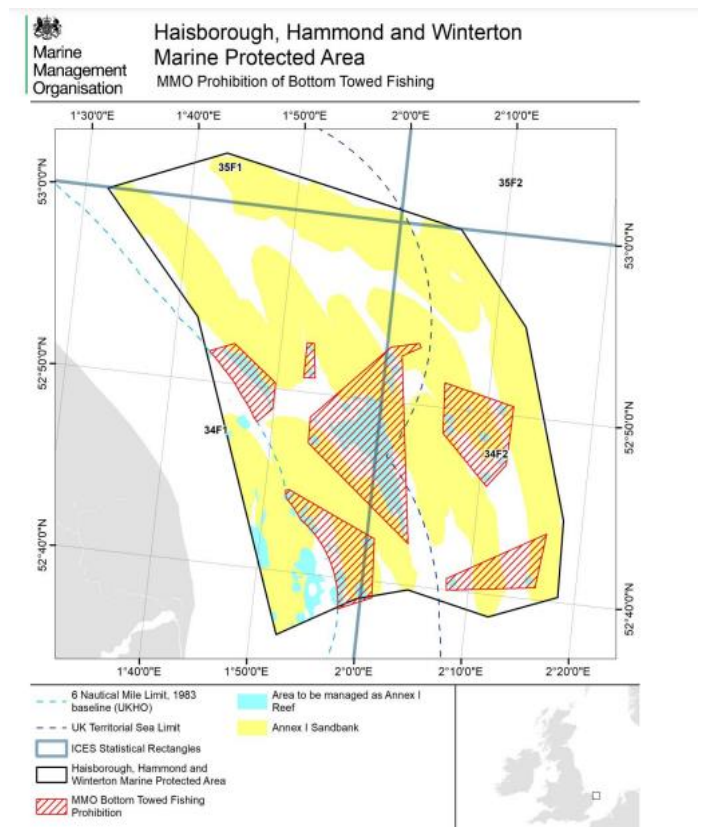 Marine
Management
Organisation
Haisborough, Hammond and Winterton
Marine Protected Area
MMO Prohibition of Bottom Towed Fishing
1°30'0"E 1°40'0"E 1°50'0"E 2°0'0"E 2°10'0"E
35F1
35F2
53°0'0"N
53°0'0"N
52°50'0"N
34F1
52°50'0"N
34F2
52°40'0"N
52°40'0"N
1°40'0"E 1°50'0"E 2°0'0"E 2°10'0"E 2°20'0"E
6 Nautical Mile Limit, 1983
baseline (UKHO)
UK Territorial Sea Limit
ICES Statistical Rectangles
Haisborough, Hammond and
Winterton Marine Protected Area
MMO Bottom Towed Fishing
Prohibition
Area to be managed as Annex I
Reef
Annex I Sandbank